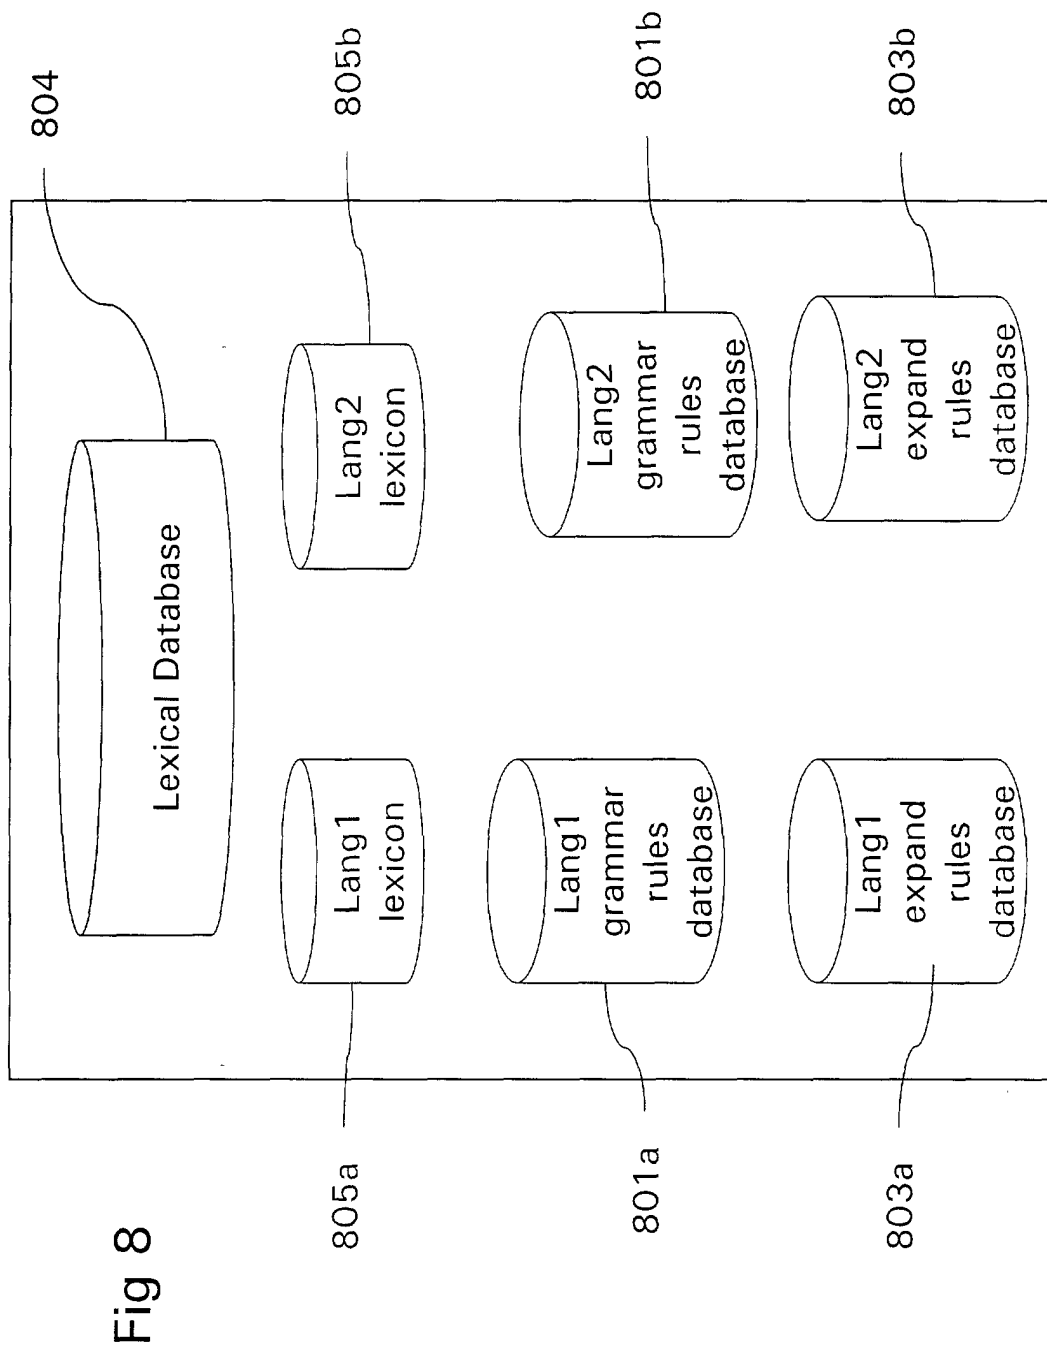 Fig 8
804
Lexical Database
805a
Lang1
lexicon
Lang2
lexicon
805b
801a
Lang1
grammar
rules
database
Lang2
grammar
rules
database
801b
803a
Lang1
expand
rules
database
Lang2
expand
rules
database
803b